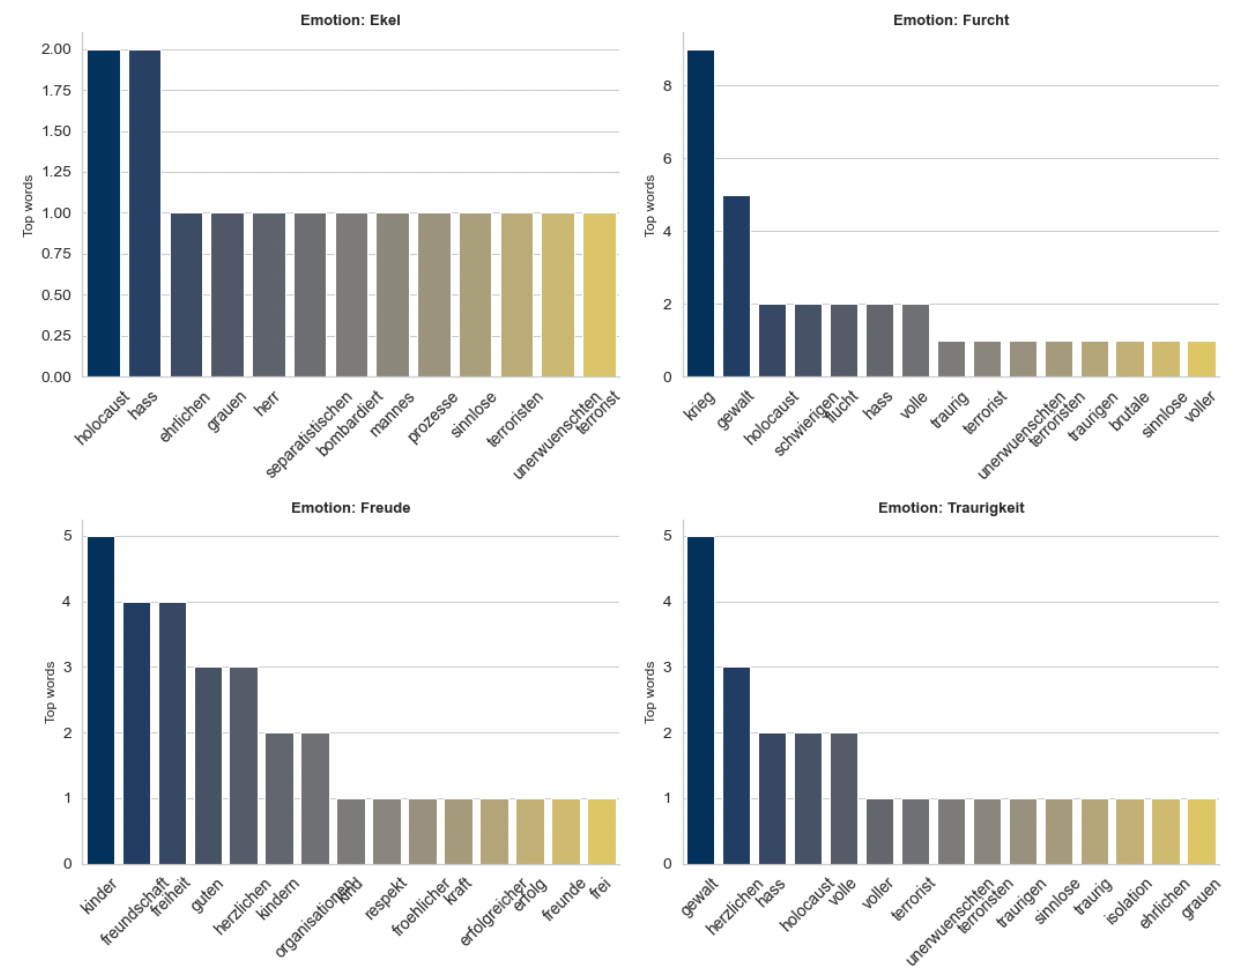 Emotion: Ekel
Top words
2.00
1.75
1.50
1.25
1.00
0.75
0.50
0.25
0.00
holocaust
hass
ehrlichen
grauen
herr
separatistischen
bombardiert
mannes
prozesse
sinnlose
terroristen
unerwuenschten
terrorist
Emotion: Furcht
Top words
8
6
4
2
0
krieg
gewalt
holocaust
schwierigen
flucht
hass
volle
traurig
terrorist
unerwuenschten
terroristen
traurigen
brutale
sinnlose
voller
Emotion: Freude
Top words
5
4
3
2
1
0
kinder
freundschaft
freiheit
guten
herzlichen
kindern
organisationen
kind
respekt
froehlicher
kraft
erfolgreicher
erfolg
freunde
frei
Emotion: Traurigkeit
Top words
5
4
3
2
1
0
gewalt
herzlichen
hass
holocaust
volle
voller
terrorist
unerwuenschten
terroristen
traurigen
sinnlose
traurig
isolation
ehrlichen
grauen